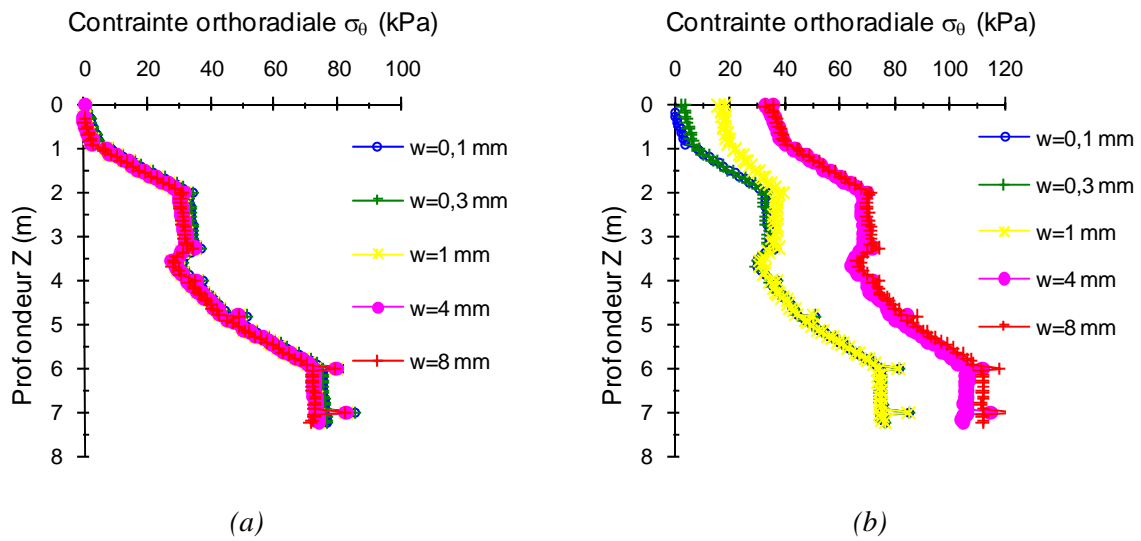 Contrainte orthoradiale σθ (kPa)
0 20 40 60 80 100
0
1
2
3
4
5
6
7
8
Profondeur Z (m)
w=0,1 mm
w=0,3 mm
w=1 mm
w=4 mm
w=8 mm
(a)
Contrainte orthoradiale σθ (kPa)
0 20 40 60 80 100 120
0
1
2
3
4
5
6
7
8
Profondeur Z (m)
w=0,1 mm
w=0,3 mm
w=1 mm
w=4 mm
w=8 mm
(b)